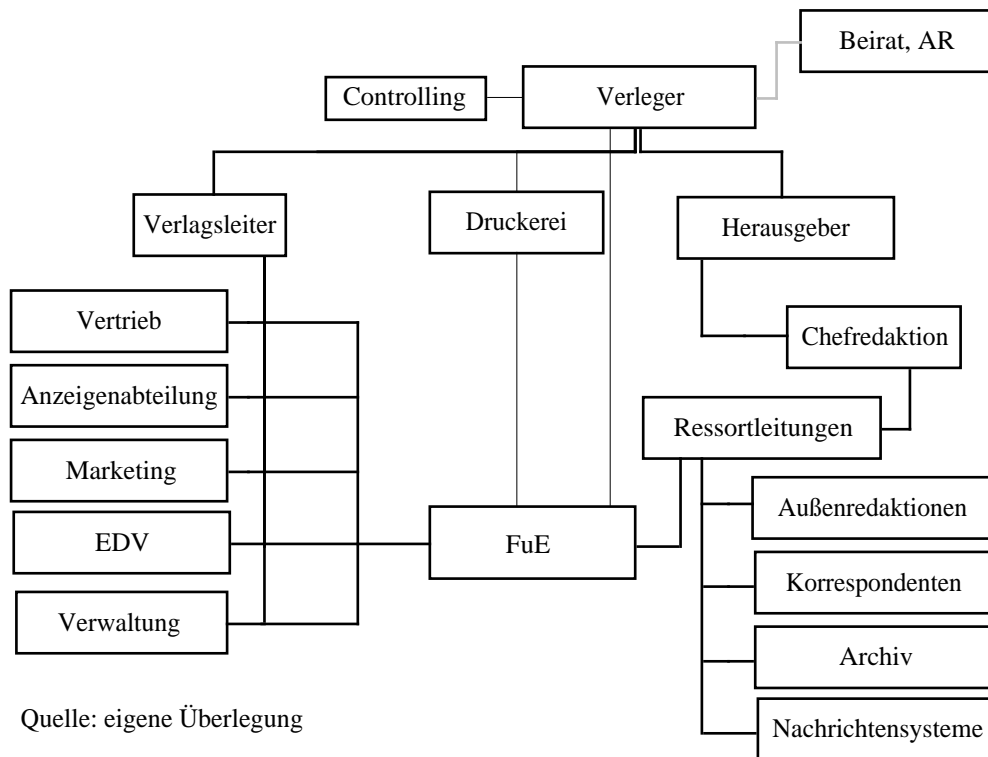 Beirat, AR
Controlling
Verleger
Verlagsleiter
Druckerei
Herausgeber
Vertrieb
Chefredaktion
Anzeigenabteilung
Ressortleitungen
Marketing
Außenredaktionen
EDV
FuE
Korrespondenten
Verwaltung
Archiv
Quelle: eigene Überlegung
Nachrichtensysteme